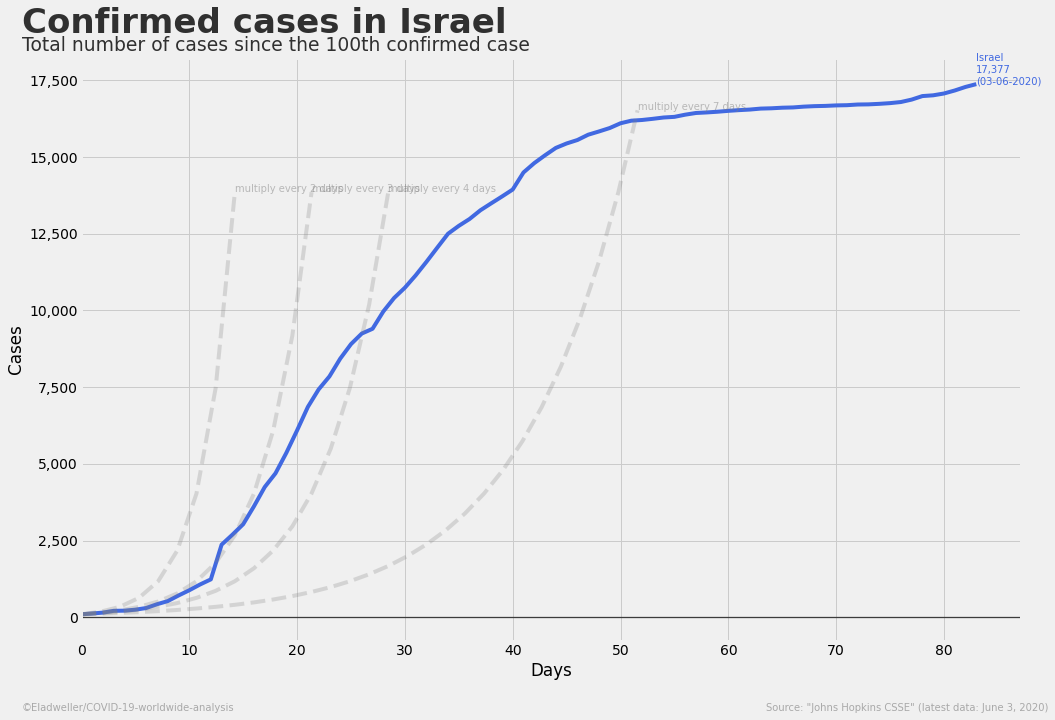 Confirmed cases in Israel
Total number of cases since the 100th confirmed case
Israel
17,377
(03-06-2020)
17,500
15,000
12,500
10,000
7,500
5,000
2,500
0
Cases
multiply every 2 days
multiply every 3 days
multiply every 4 days
multiply every 7 days
0 10 20 30 40 50 60 70 80
Days
©Eladweller/COVID-19-worldwide-analysis
Source: "Johns Hopkins CSSE" (latest data: June 3, 2020)